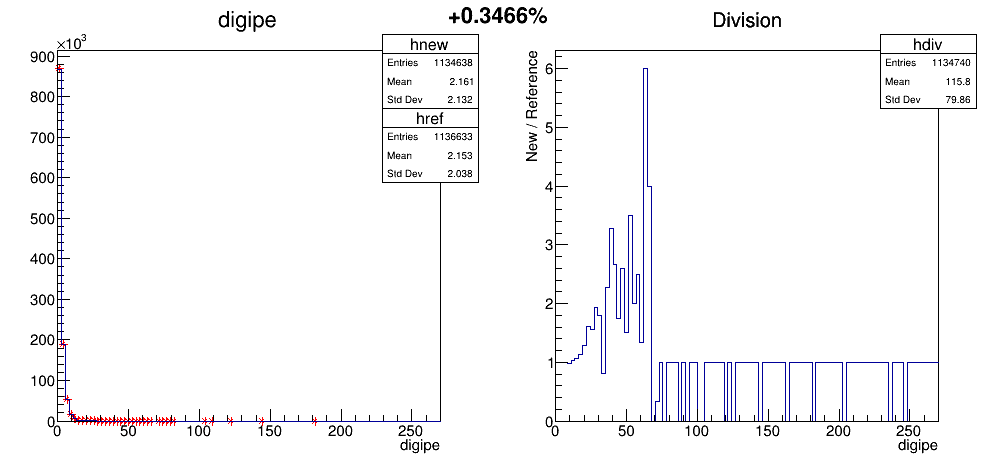 +0.3466%
digipe
×10³
900
800
700
600
500
400
300
200
100
0
0 50 100 150 200 250
digipe
hnew
Entries 1134638
Mean 2.161
Std Dev 2.132
href
Entries 1136633
Mean 2.153
Std Dev 2.038
Division
New / Reference
6
5
4
3
2
1
0
0 50 100 150 200 250
digipe
hdiv
Entries 1134740
Mean 115.8
Std Dev 79.86